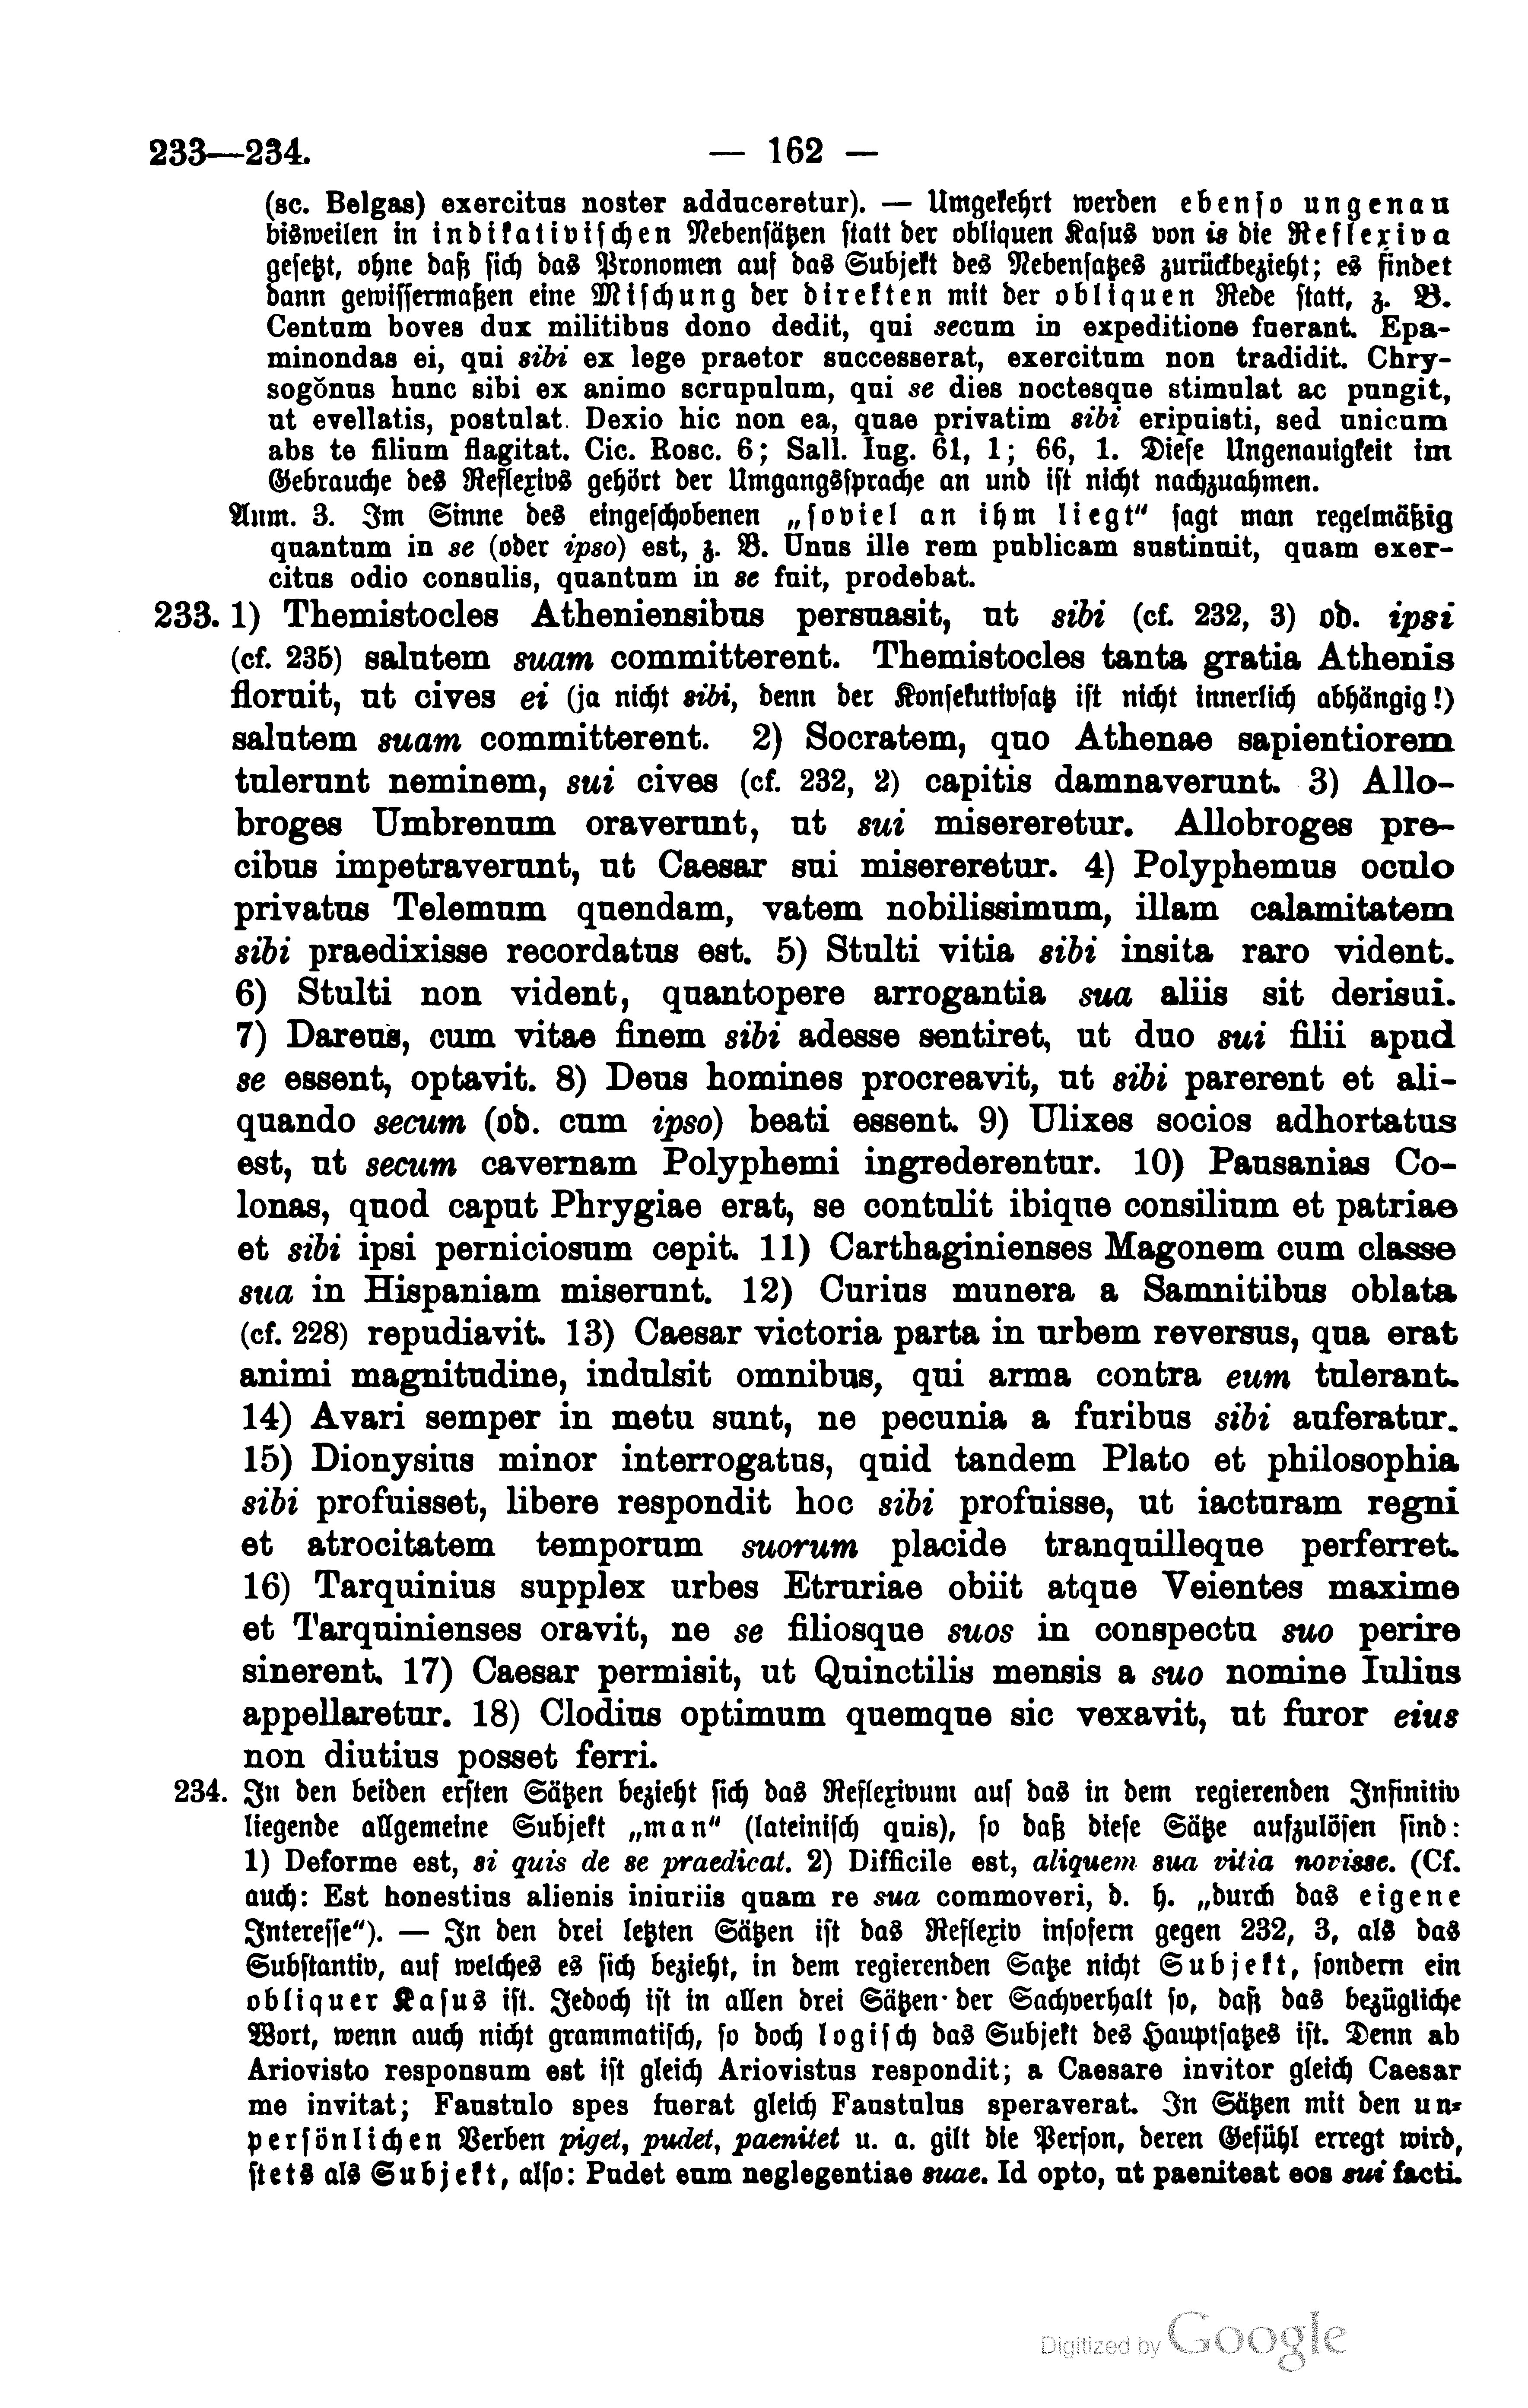 233—234.
— 162 —
(sc. Belgas) exercitus noster adduceretur). — Umgekehrt werden ebenso ungenau
bisweilen in indikativischen Nebensätzen statt der obliquen Kasus von is die Reflexiva
gesetzt, ohne daß sich das Pronomen auf das Subjekt des Nebensatzes zurückbezieht; es findet
dann gewissermaßen eine Mischung der direkten mit der obliquen Rede statt, z. B.
Centum boves dux militibus dono dedit, qui secum in expeditione fuerant. Epa-
minondas ei, qui sibi ex lege praetor successerat, exercitum non tradidit. Chry-
sogŏnus hunc sibi ex animo scrupulum, qui se dies noctesque stimulat ac pungit,
ut evellatis, postulat. Dexio hic non ea, quae privatim sibi eripuisti, sed unicum
abs te filium flagitat. Cic. Rosc. 6; Sall. Iug. 61, 1; 66, 1. Diese Ungenauigkeit im
Gebrauche des Reflexivs gehört der Umgangssprache an und ist nicht nachzuahmen.
Anm. 3. Im Sinne des eingeschobenen „soviel an ihm liegt" sagt man regelmäßig
quantum in se (oder ipso) est, z. B. Unus ille rem publicam sustinuit, quam exer-
citus odio consulis, quantum in se fuit, prodebat.
233. 1) Themistocles Atheniensibus persuasit, ut sibi (cf. 232, 3) od. ipsi
(cf. 235) salutem suam committerent. Themistocles tanta gratia Athenis
floruit, ut cives ei (ja nicht sibi, denn der Konsekutivsatz ist nicht innerlich abhängig!)
salutem suam committerent. 2) Socratem, quo Athenae sapientiorem
tulerunt neminem, sui cives (cf. 232, 2) capitis damnaverunt. 3) Allo-
broges Umbrenum oraverunt, ut sui misereretur. Allobroges pre-
cibus impetraverunt, ut Caesar sui misereretur. 4) Polyphemus oculo
privatus Telemum quendam, vatem nobilissimum, illam calamitatem
sibi praedixisse recordatus est. 5) Stulti vitia sibi insita raro vident.
6) Stulti non vident, quantopere arrogantia sua aliis sit derisui.
7) Dareus, cum vitae finem sibi adesse sentiret, ut duo sui filii apud
se essent, optavit. 8) Deus homines procreavit, ut sibi parerent et ali-
quando secum (od. cum ipso) beati essent. 9) Ulixes socios adhortatus
est, ut secum cavernam Polyphemi ingrederentur. 10) Pausanias Co-
lonas, quod caput Phrygiae erat, se contulit ibique consilium et patriae
et sibi ipsi perniciosum cepit. 11) Carthaginienses Magonem cum classe
sua in Hispaniam miserunt. 12) Curius munera a Samnitibus oblata
(cf. 228) repudiavit. 13) Caesar victoria parta in urbem reversus, qua erat
animi magnitudine, indulsit omnibus, qui arma contra eum tulerant.
14) Avari semper in metu sunt, ne pecunia a furibus sibi auferatur.
15) Dionysius minor interrogatus, quid tandem Plato et philosophia
sibi profuisset, libere respondit hoc sibi profuisse, ut iacturam regni
et atrocitatem temporum suorum placide tranquilleque perferret.
16) Tarquinius supplex urbes Etruriae obiit atque Veientes maxime
et Tarquinienses oravit, ne se filiosque suos in conspectu suo perire
sinerent. 17) Caesar permisit, ut Quinctilis mensis a suo nomine Iulius
appellaretur. 18) Clodius optimum quemque sic vexavit, ut furor eius
non diutius posset ferri.
234. In den beiden ersten Sätzen bezieht sich das Reflexivum auf das in dem regierenden Infinitiv
liegende allgemeine Subjekt „man" (lateinisch quis), so daß diese Sätze aufzulösen sind:
1) Deforme est, si quis de se praedicat. 2) Difficile est, aliquem sua vitia novisse. (Cf.
auch: Est honestius alienis iniuriis quam re sua commoveri, d. h. „durch das eigene
Interesse"). — In den drei letzten Sätzen ist das Reflexiv insofern gegen 232, 3, als das
Substantiv, auf welches es sich bezieht, in dem regierenden Satze nicht Subjekt, sondern ein
obliquer Kasus ist. Jedoch ist in allen drei Sätzen der Sachverhalt so, daß das bezügliche
Wort, wenn auch nicht grammatisch, so doch logisch das Subjekt des Hauptsatzes ist. Denn ab
Ariovisto responsum est ist gleich Ariovistus respondit; a Caesare invitor gleich Caesar
me invitat; Faustulo spes fuerat gleich Faustulus speraverat. In Sätzen mit den un-
persönlichen Verben piget, pudet, paenitet u. a. gilt die Person, deren Gefühl erregt wird,
stets als Subjekt, also: Pudet eum neglegentiae suae. Id opto, ut paeniteat eos sui facti.
Digitized by Google